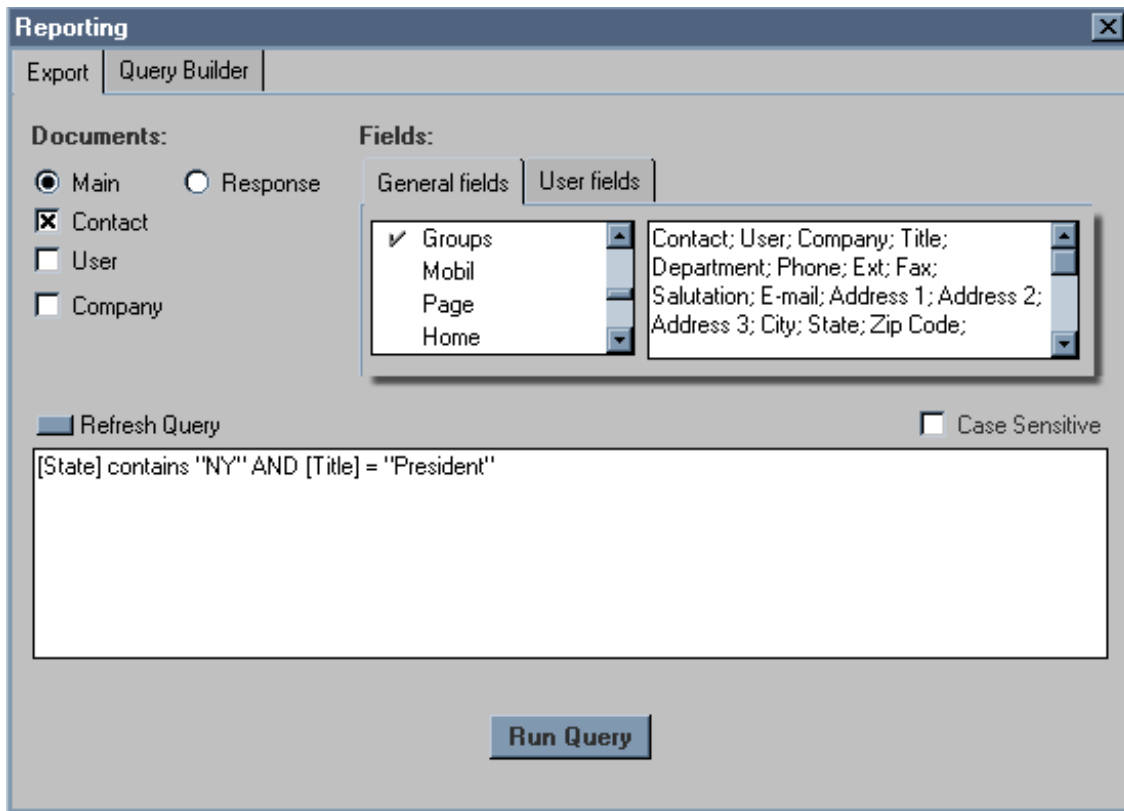 Reporting
Export Query Builder
Documents: Fields:
Main Response General fields User fields
Contact
User
Company
Groups
Mobil
Page
Home
Contact; User; Company; Title;
Department; Phone; Ext; Fax;
Salutation; E-mail; Address 1; Address 2;
Address 3; City; State; Zip Code;
Refresh Query Case Sensitive
[State] contains "NY" AND [Title] = "President"
Run Query